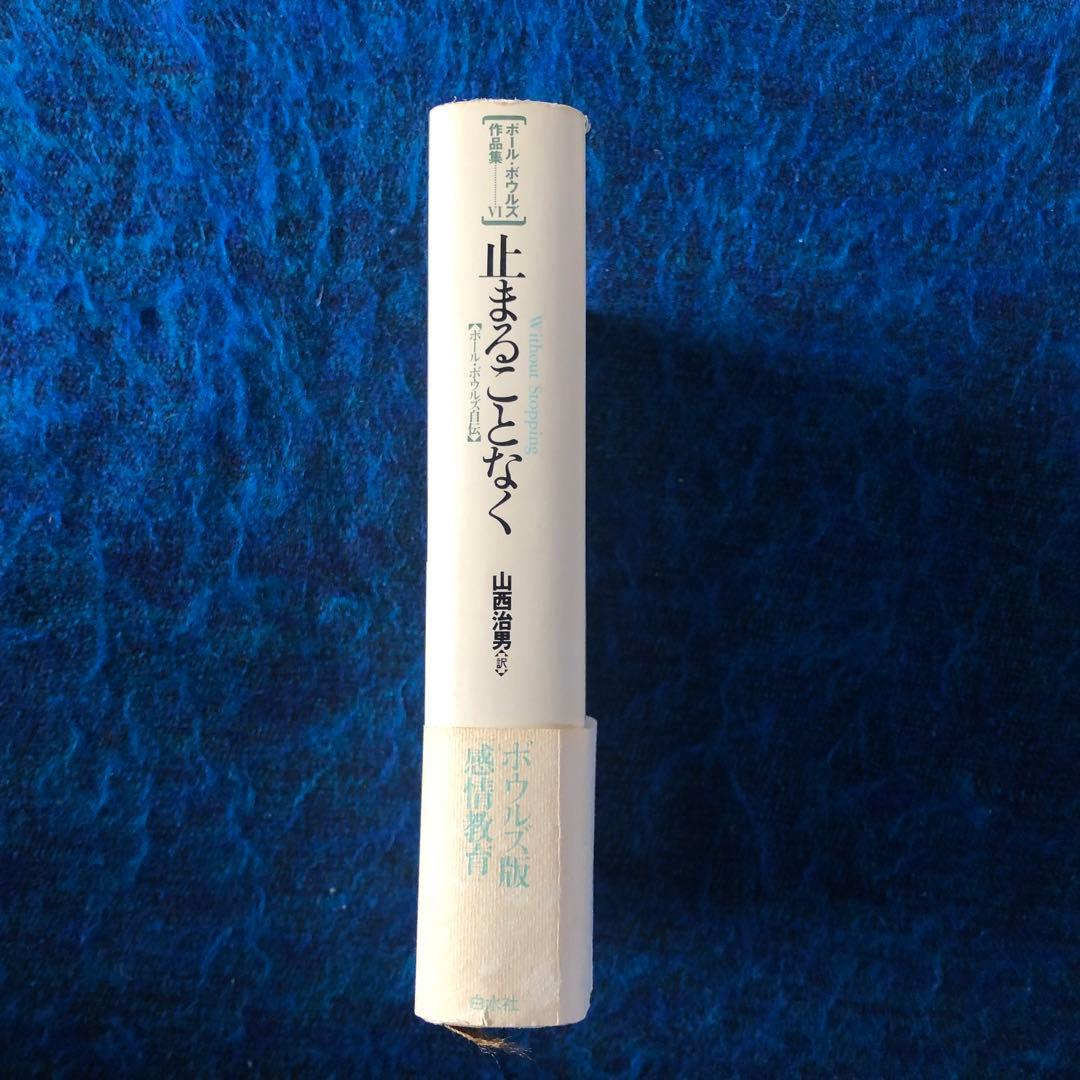 ポール・ボウルズ
作品集………VI
止まることなく
Without Stopping
【ポール・ボウルズ自伝】
山西治男〈訳〉
ボウルズ版
感情教育
白水社